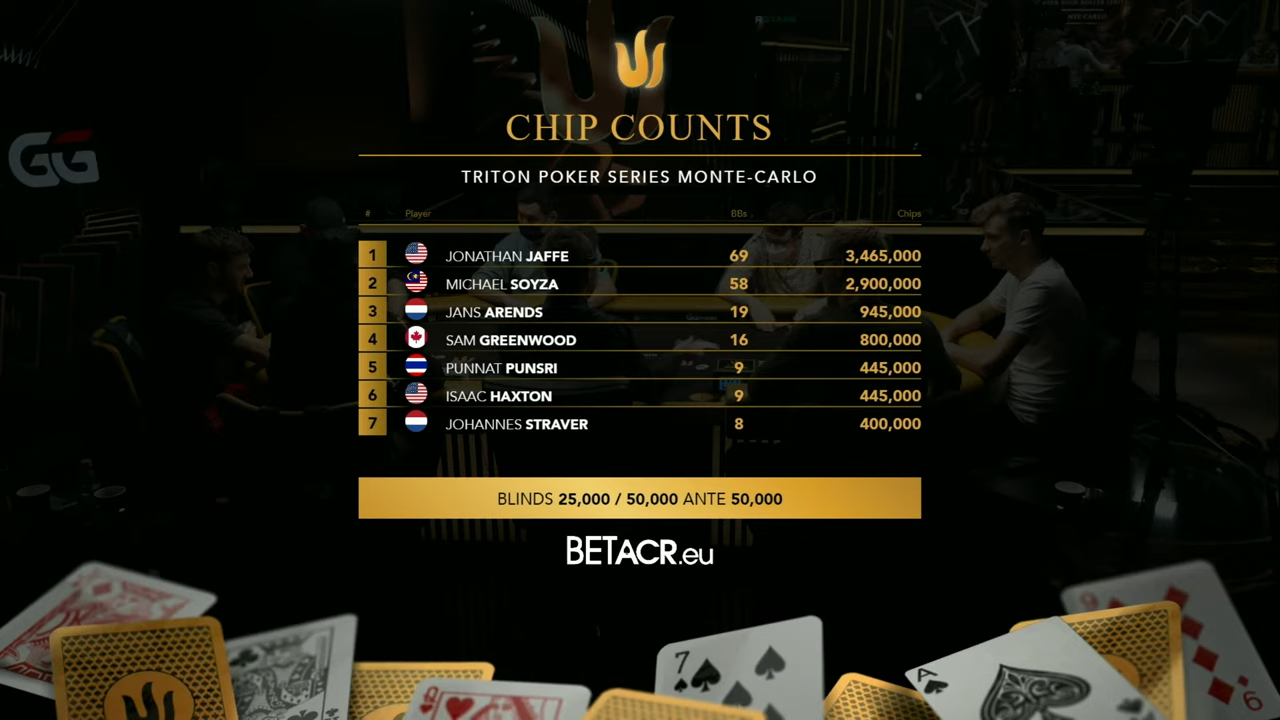 GG
CHIP COUNTS
TRITON POKER SERIES MONTE-CARLO
# Player BBs Chips
1 JONATHAN JAFFE 69 3,465,000
2 MICHAEL SOYZA 58 2,900,000
3 JANS ARENDS 19 945,000
4 SAM GREENWOOD 16 800,000
5 PUNNAT PUNSRI 9 445,000
6 ISAAC HAXTON 9 445,000
7 JOHANNES STRAVER 8 400,000
BLINDS 25,000 / 50,000 ANTE 50,000
BETACR.eu
7
A
9
9